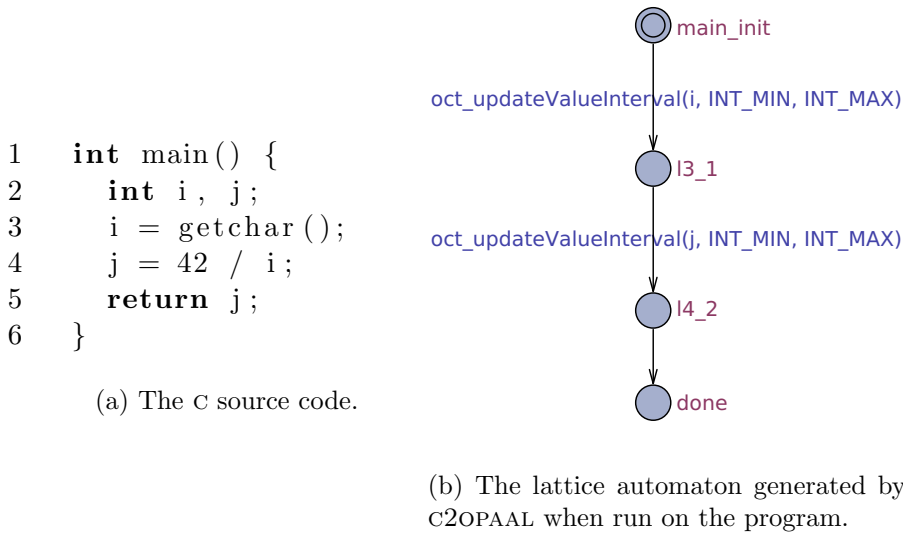 1 int main() {
2 int i, j;
3 i = getchar();
4 j = 42 / i;
5 return j;
6 }
(a) The C source code.
main_init
oct_updateValueInterval(i, INT_MIN, INT_MAX)
l3_1
oct_updateValueInterval(j, INT_MIN, INT_MAX)
l4_2
done
(b) The lattice automaton generated by
C2OPAAL when run on the program.